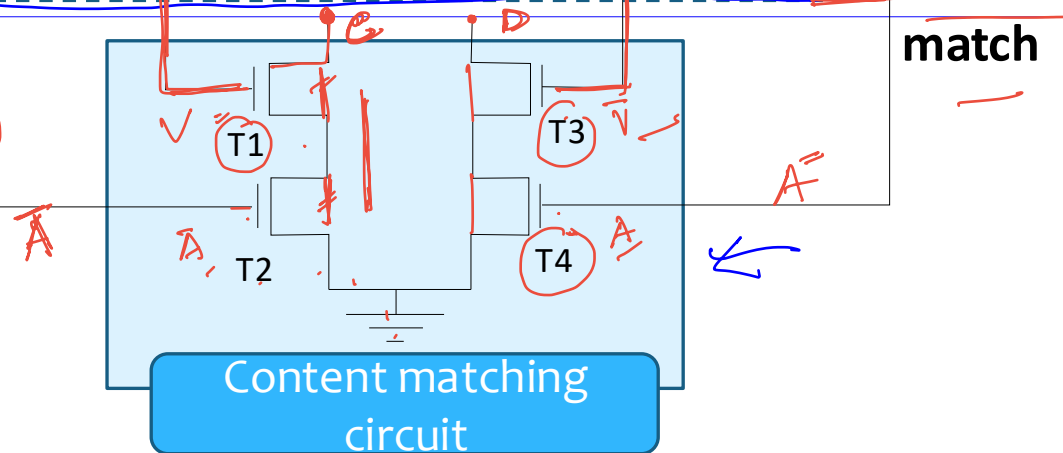 D
match
V
T1
T3
V̅
A̅
A̅
T2
T4
A
A
Content matching
circuit